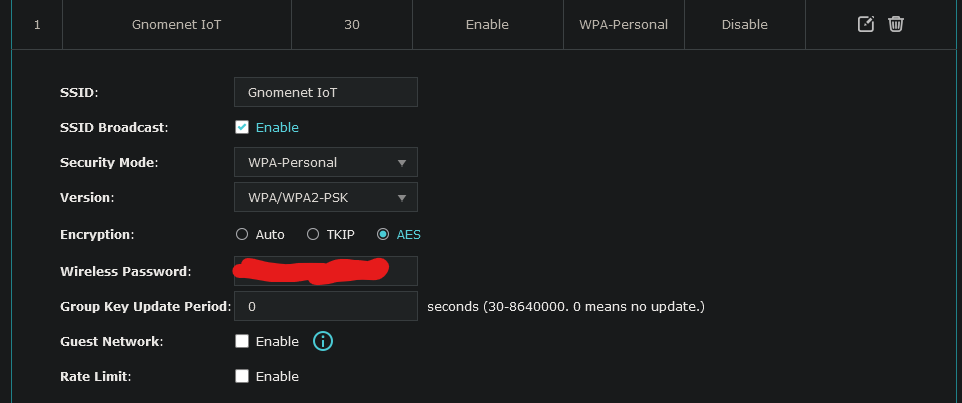 1 Gnomenet IoT 30 Enable WPA-Personal Disable
SSID: Gnomenet IoT
SSID Broadcast: Enable
Security Mode: WPA-Personal
Version: WPA/WPA2-PSK
Encryption: Auto TKIP AES
Wireless Password:
Group Key Update Period: 0 seconds (30-8640000. 0 means no update.)
Guest Network: Enable
Rate Limit: Enable